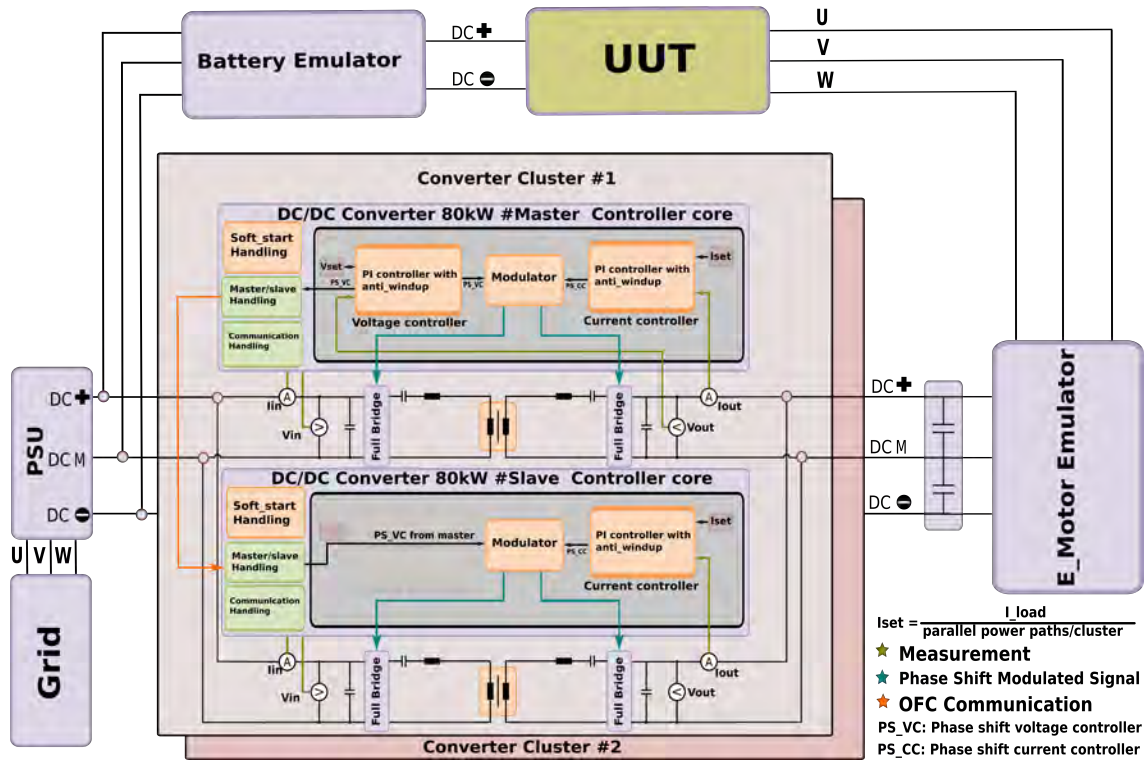 Battery Emulator
DC +
DC −
UUT
U
V
W
Converter Cluster #1
DC/DC Converter 80kW #Master Controller core
Soft_start
Handling
Master/slave
Handling
Communication
Handling
Vset
PS_VC
PI controller with
anti_windup
Voltage controller
PS_VC
Modulator
PS_CC
PI controller with
anti_windup
Current controller
Iset
Iin
A
Vin
V
Full Bridge
Full Bridge
A
Iout
V
Vout
DC/DC Converter 80kW #Slave Controller core
Soft_start
Handling
Master/slave
Handling
Communication
Handling
PS_VC from master
Modulator
PS_CC
PI controller with
anti_windup
Current controller
Iset
Iin
A
Vin
V
Full Bridge
Full Bridge
A
Iout
V
Vout
Converter Cluster #2
PSU
DC +
DC M
DC −
U V W
Grid
DC +
DC M
DC −
E_Motor Emulator
Iset = I_load
parallel power paths/cluster
Measurement
Phase Shift Modulated Signal
OFC Communication
PS_VC: Phase shift voltage controller
PS_CC: Phase shift current controller